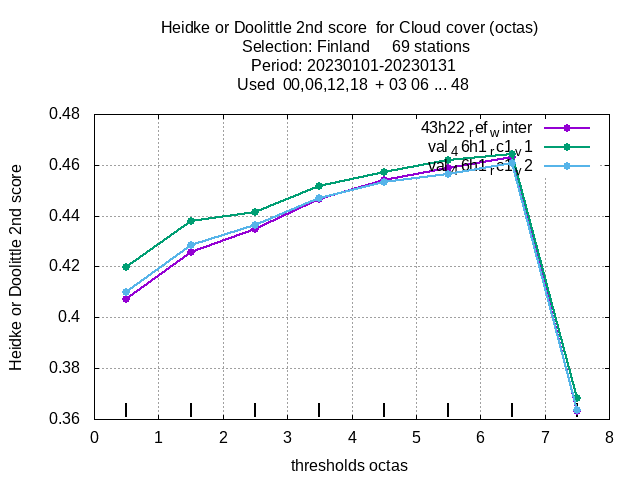 Heidke or Doolittle 2nd score  for Cloud cover (octas)
Selection: Finland     69 stations
Period: 20230101-20230131
Used  00,06,12,18  + 03 06 ... 48
0.48
0.46
0.44
0.42
0.4
0.38
0.36
Heidke or Doolittle 2nd score
43h22_ref_winter
val_46h1_rc1_v1
val_46h1_rc1_v2
0 1 2 3 4 5 6 7 8
thresholds octas